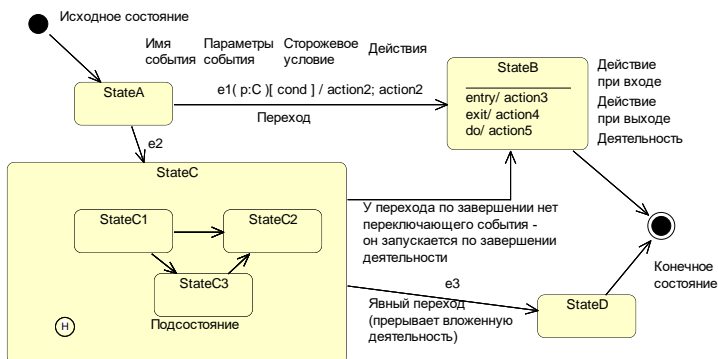 Исходное состояние
Имя события
Параметры события
Сторожевое условие
Действия
StateA
e1( p:C )[ cond ] / action2; action2
Переход
StateB
entry/ action3
exit/ action4
do/ action5
Действие при входе
Действие при выходе
Деятельность
e2
StateC
StateC1
StateC2
StateC3
Подсостояние
H
У перехода по завершении нет
переключающего события -
он запускается по завершении
деятельности
e3
Явный переход
(прерывает вложенную
деятельность)
StateD
Конечное
состояние